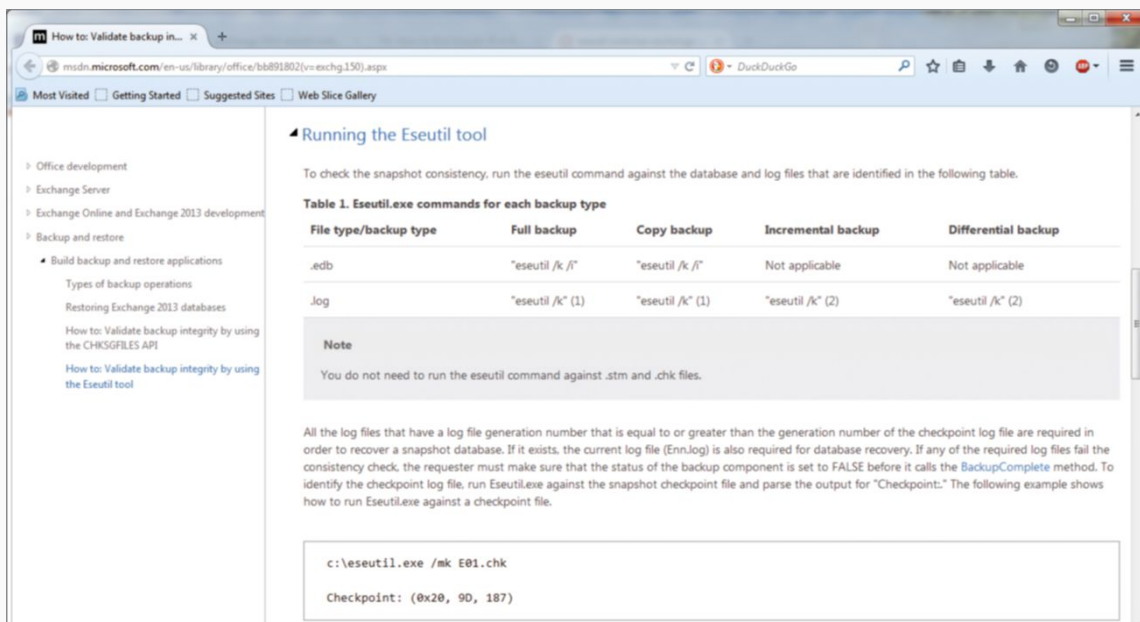 How to: Validate backup in...
msdn.microsoft.com/en-us/library/office/bb891802(v=exchg.150).aspx
DuckDuckGo
Most Visited Getting Started Suggested Sites Web Slice Gallery
Office development
Exchange Server
Exchange Online and Exchange 2013 development
Backup and restore
Build backup and restore applications
Types of backup operations
Restoring Exchange 2013 databases
How to: Validate backup integrity by using
the CHKSGFILES API
How to: Validate backup integrity by using
the Eseutil tool
Running the Eseutil tool
To check the snapshot consistency, run the eseutil command against the database and log files that are identified in the following table.
Table 1. Eseutil.exe commands for each backup type
File type/backup type Full backup Copy backup Incremental backup Differential backup
.edb "eseutil /k /i" "eseutil /k /i" Not applicable Not applicable
.log "eseutil /k" (1) "eseutil /k" (1) "eseutil /k" (2) "eseutil /k" (2)
Note
You do not need to run the eseutil command against .stm and .chk files.
All the log files that have a log file generation number that is equal to or greater than the generation number of the checkpoint log file are required in
order to recover a snapshot database. If it exists, the current log file (Enn.log) is also required for database recovery. If any of the required log files fail the
consistency check, the requester must make sure that the status of the backup component is set to FALSE before it calls the BackupComplete method. To
identify the checkpoint log file, run Eseutil.exe against the snapshot checkpoint file and parse the output for "Checkpoint:." The following example shows
how to run Eseutil.exe against a checkpoint file.
c:\eseutil.exe /mk E01.chk
Checkpoint: (0x20, 9D, 187)